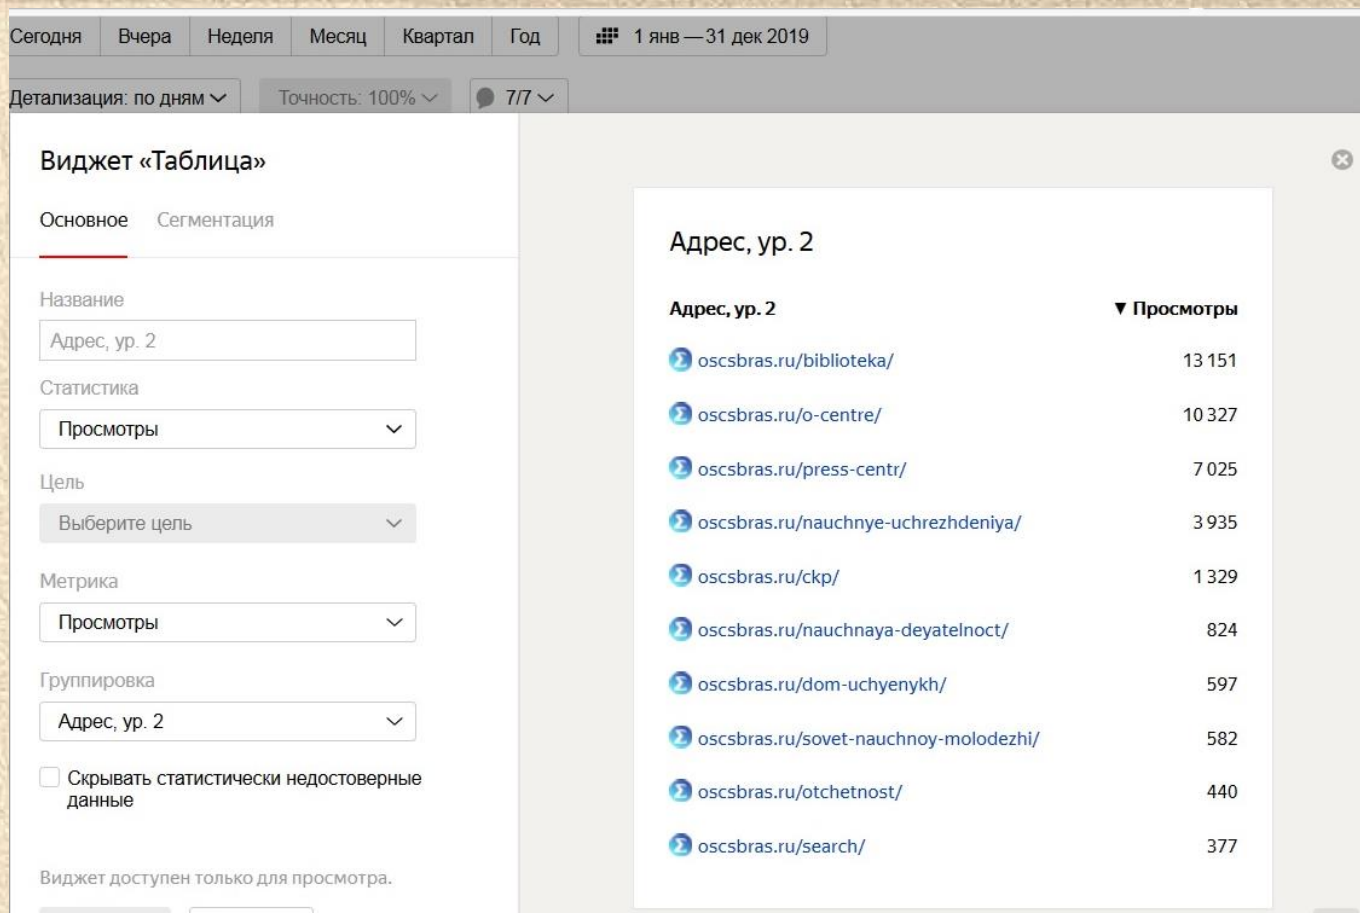 Сегодня Вчера Неделя Месяц Квартал Год 1 янв — 31 дек 2019
Детализация: по дням Точность: 100% 7/7
Виджет «Таблица»
Основное Сегментация
Название
Адрес, ур. 2
Статистика
Просмотры
Цель
Выберите цель
Метрика
Просмотры
Группировка
Адрес, ур. 2
Скрывать статистически недостоверные
данные
Виджет доступен только для просмотра.
Адрес, ур. 2
Адрес, ур. 2 ▼ Просмотры
oscsbras.ru/biblioteka/ 13 151
oscsbras.ru/o-centre/ 10 327
oscsbras.ru/press-centr/ 7 025
oscsbras.ru/nauchnye-uchrezhdeniya/ 3 935
oscsbras.ru/ckp/ 1 329
oscsbras.ru/nauchnaya-deyatelnoct/ 824
oscsbras.ru/dom-uchyenykh/ 597
oscsbras.ru/sovet-nauchnoy-molodezhi/ 582
oscsbras.ru/otchetnost/ 440
oscsbras.ru/search/ 377